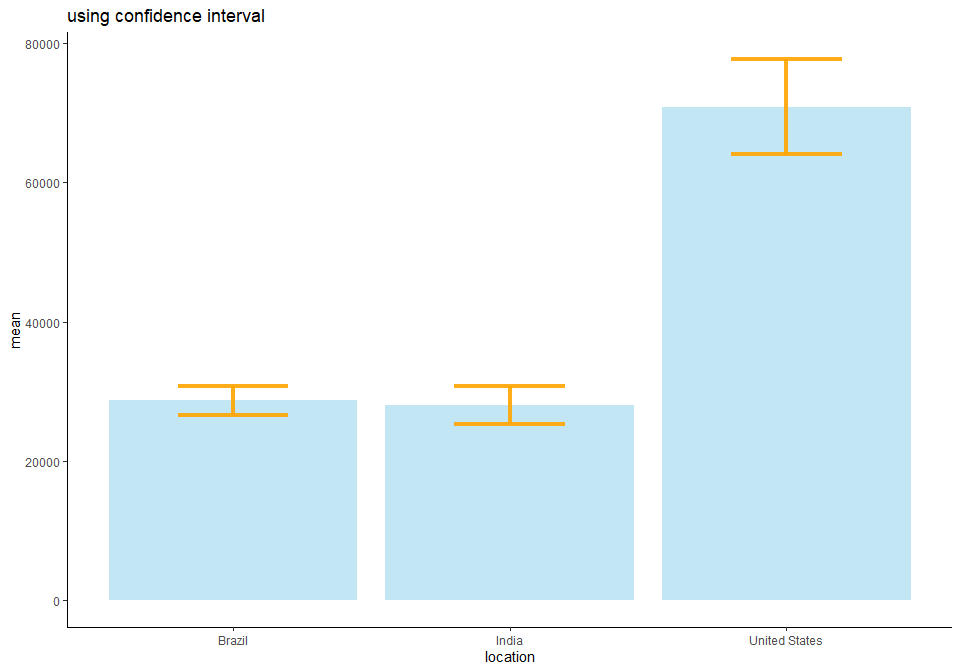 using confidence interval
80000
60000
40000
20000
0
mean
Brazil India United States
location